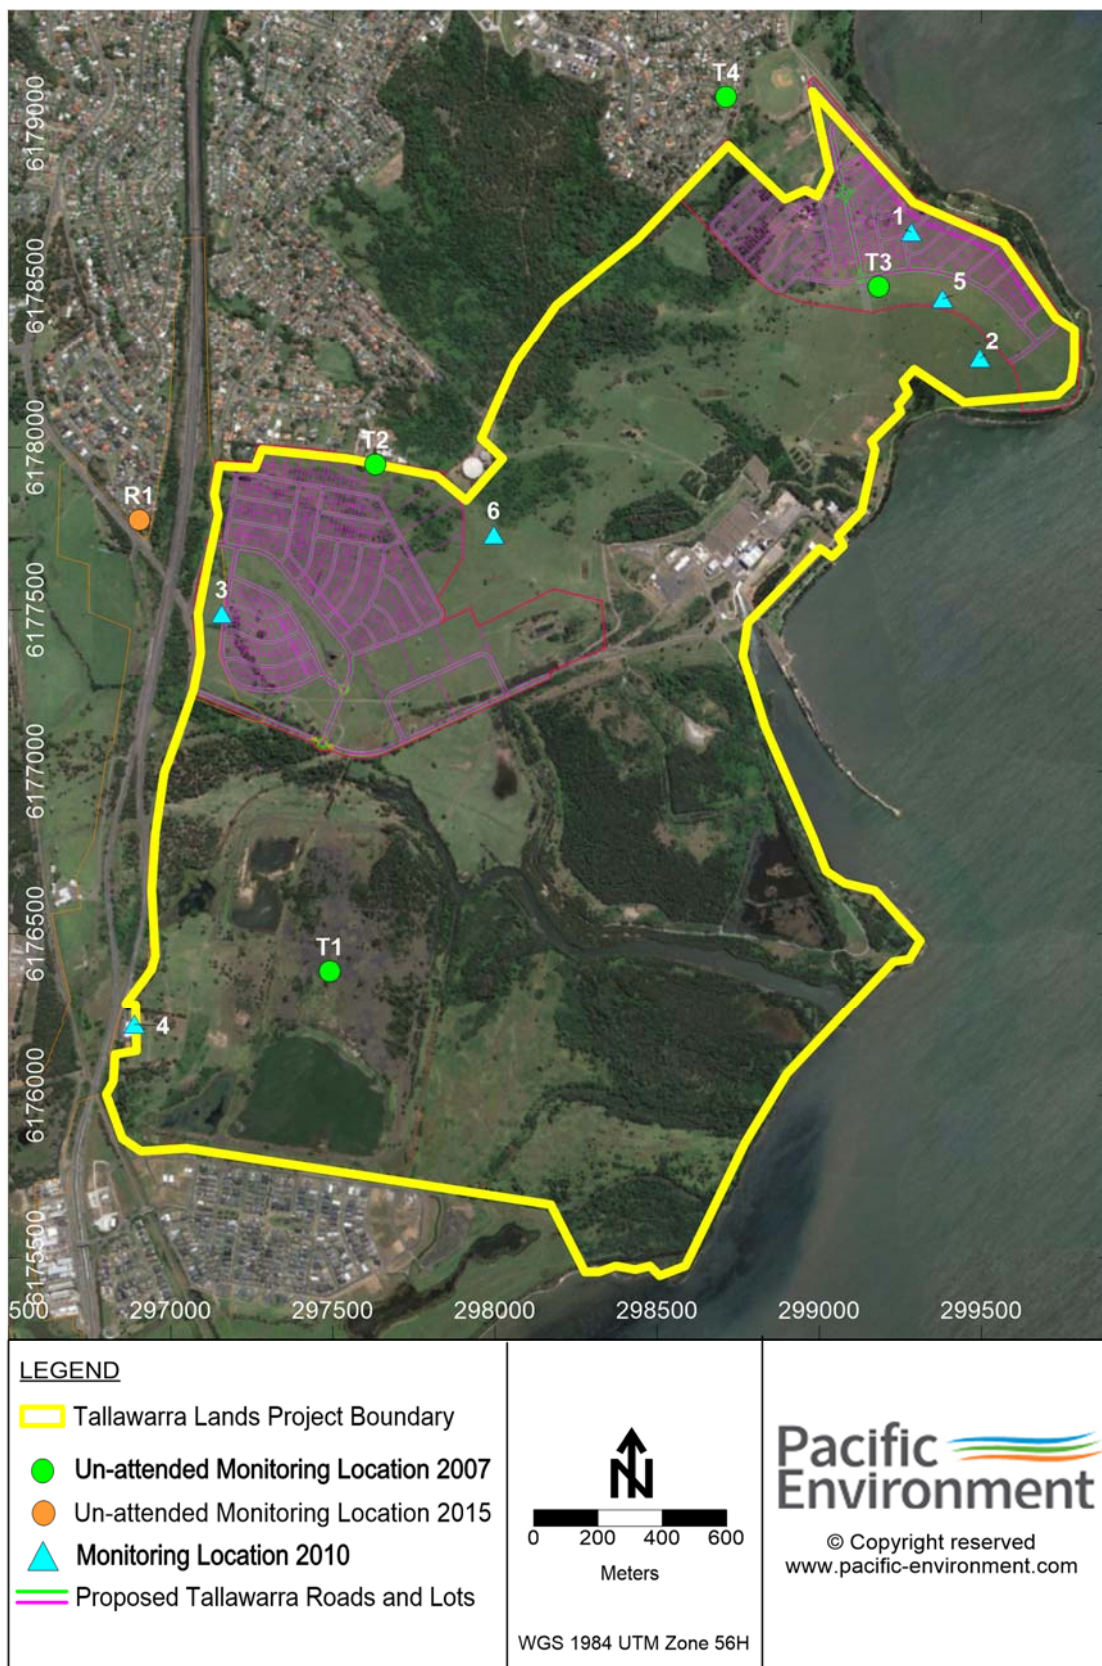 T4
6179000
1
T3
5
6178500
2
T2
6178000
R1
6
3
6177500
6177000
T1
6176500
4
6176000
6175500
500 297000 297500 298000 298500 299000 299500
LEGEND
Tallawarra Lands Project Boundary
Un-attended Monitoring Location 2007
Un-attended Monitoring Location 2015
Monitoring Location 2010
Proposed Tallawarra Roads and Lots
N
0 200 400 600
Meters
WGS 1984 UTM Zone 56H
Pacific
Environment
© Copyright reserved
www.pacific-environment.com